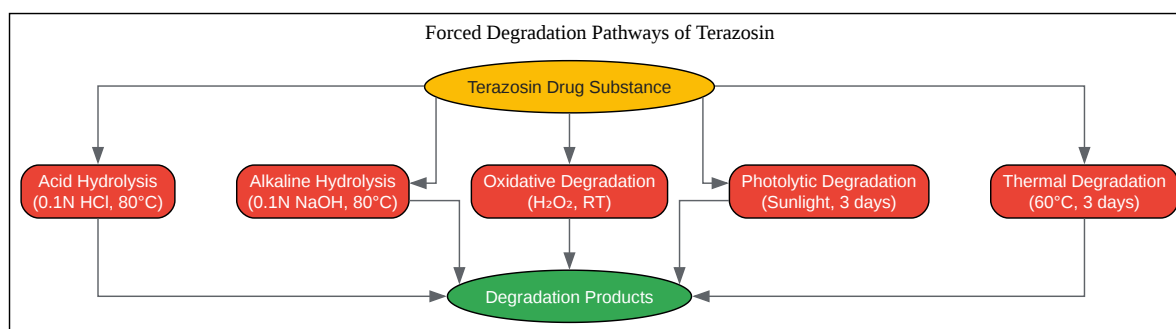 Forced Degradation Pathways of Terazosin
Terazosin Drug Substance
Acid Hydrolysis
(0.1N HCl, 80°C)
Alkaline Hydrolysis
(0.1N NaOH, 80°C)
Oxidative Degradation
(H₂O₂, RT)
Photolytic Degradation
(Sunlight, 3 days)
Thermal Degradation
(60°C, 3 days)
Degradation Products